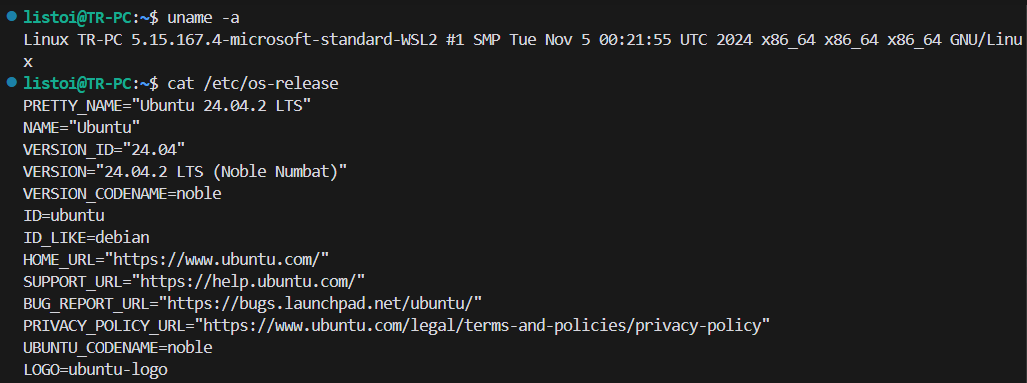 listoi@TR-PC:~$ uname -a
Linux TR-PC 5.15.167.4-microsoft-standard-WSL2 #1 SMP Tue Nov 5 00:21:55 UTC 2024 x86_64 x86_64 x86_64 GNU/Linu
x
listoi@TR-PC:~$ cat /etc/os-release
PRETTY_NAME="Ubuntu 24.04.2 LTS"
NAME="Ubuntu"
VERSION_ID="24.04"
VERSION="24.04.2 LTS (Noble Numbat)"
VERSION_CODENAME=noble
ID=ubuntu
ID_LIKE=debian
HOME_URL="https://www.ubuntu.com/"
SUPPORT_URL="https://help.ubuntu.com/"
BUG_REPORT_URL="https://bugs.launchpad.net/ubuntu/"
PRIVACY_POLICY_URL="https://www.ubuntu.com/legal/terms-and-policies/privacy-policy"
UBUNTU_CODENAME=noble
LOGO=ubuntu-logo